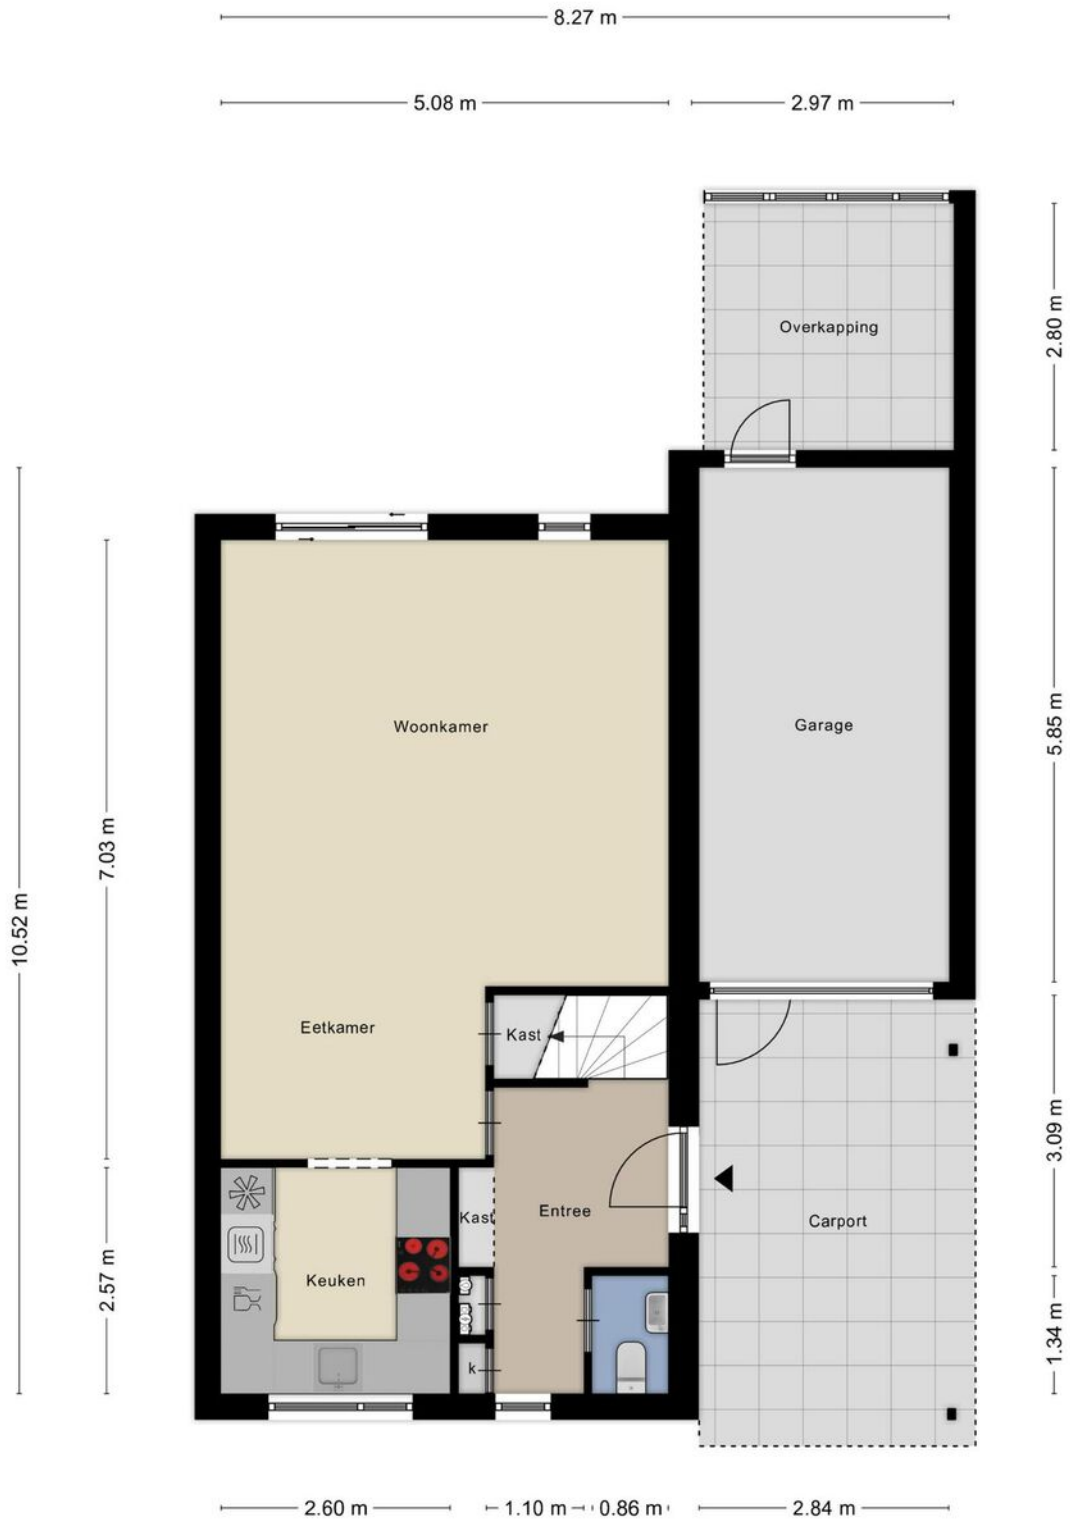 8.27 m
5.08 m
2.97 m
Overkapping
2.80 m
Woonkamer
Garage
5.85 m
7.03 m
10.52 m
Eetkamer
Kast
3.09 m
Kast
Entree
Carport
Keuken
2.57 m
1.34 m
k
2.60 m
1.10 m
0.86 m
2.84 m